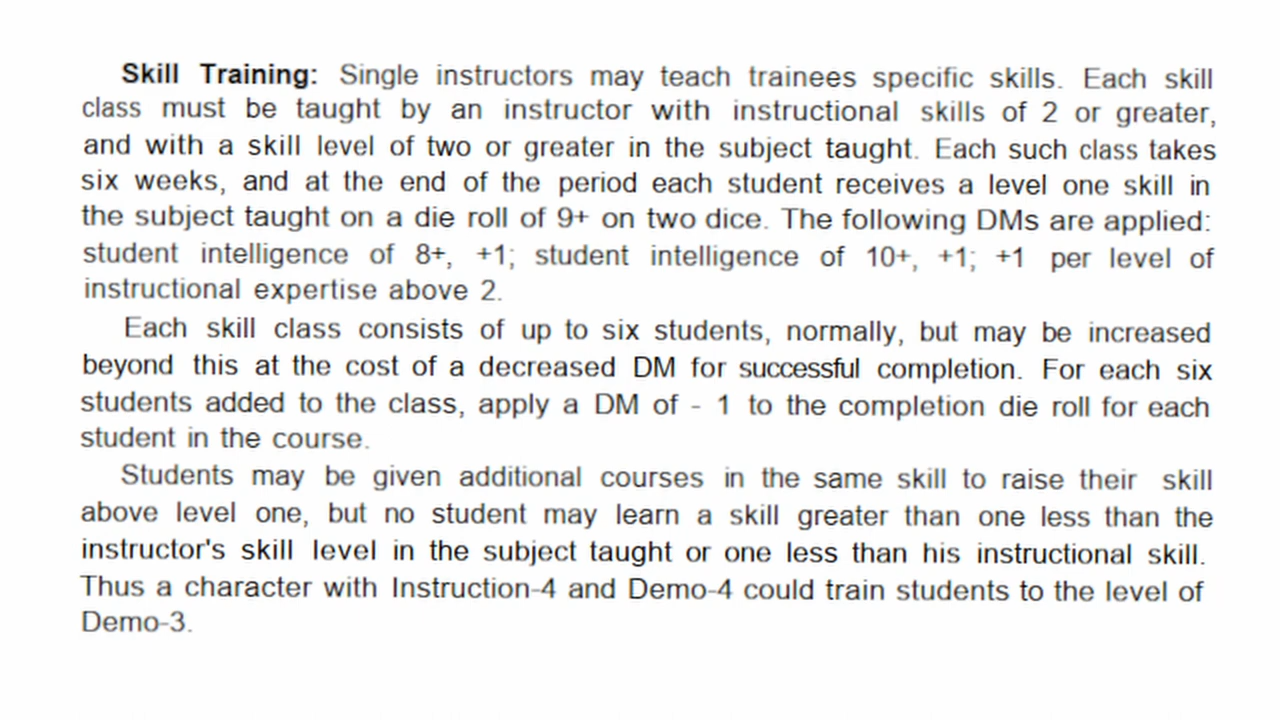 Skill Training: Single instructors may teach trainees specific skills. Each skill
class must be taught by an instructor with instructional skills of 2 or greater,
and with a skill level of two or greater in the subject taught. Each such class takes
six weeks, and at the end of the period each student receives a level one skill in
the subject taught on a die roll of 9+ on two dice. The following DMs are applied:
student intelligence of 8+, +1; student intelligence of 10+, +1; +1 per level of
instructional expertise above 2.
Each skill class consists of up to six students, normally, but may be increased
beyond this at the cost of a decreased DM for successful completion. For each six
students added to the class, apply a DM of - 1 to the completion die roll for each
student in the course.
Students may be given additional courses in the same skill to raise their skill
above level one, but no student may learn a skill greater than one less than the
instructor's skill level in the subject taught or one less than his instructional skill.
Thus a character with Instruction-4 and Demo-4 could train students to the level of
Demo-3.